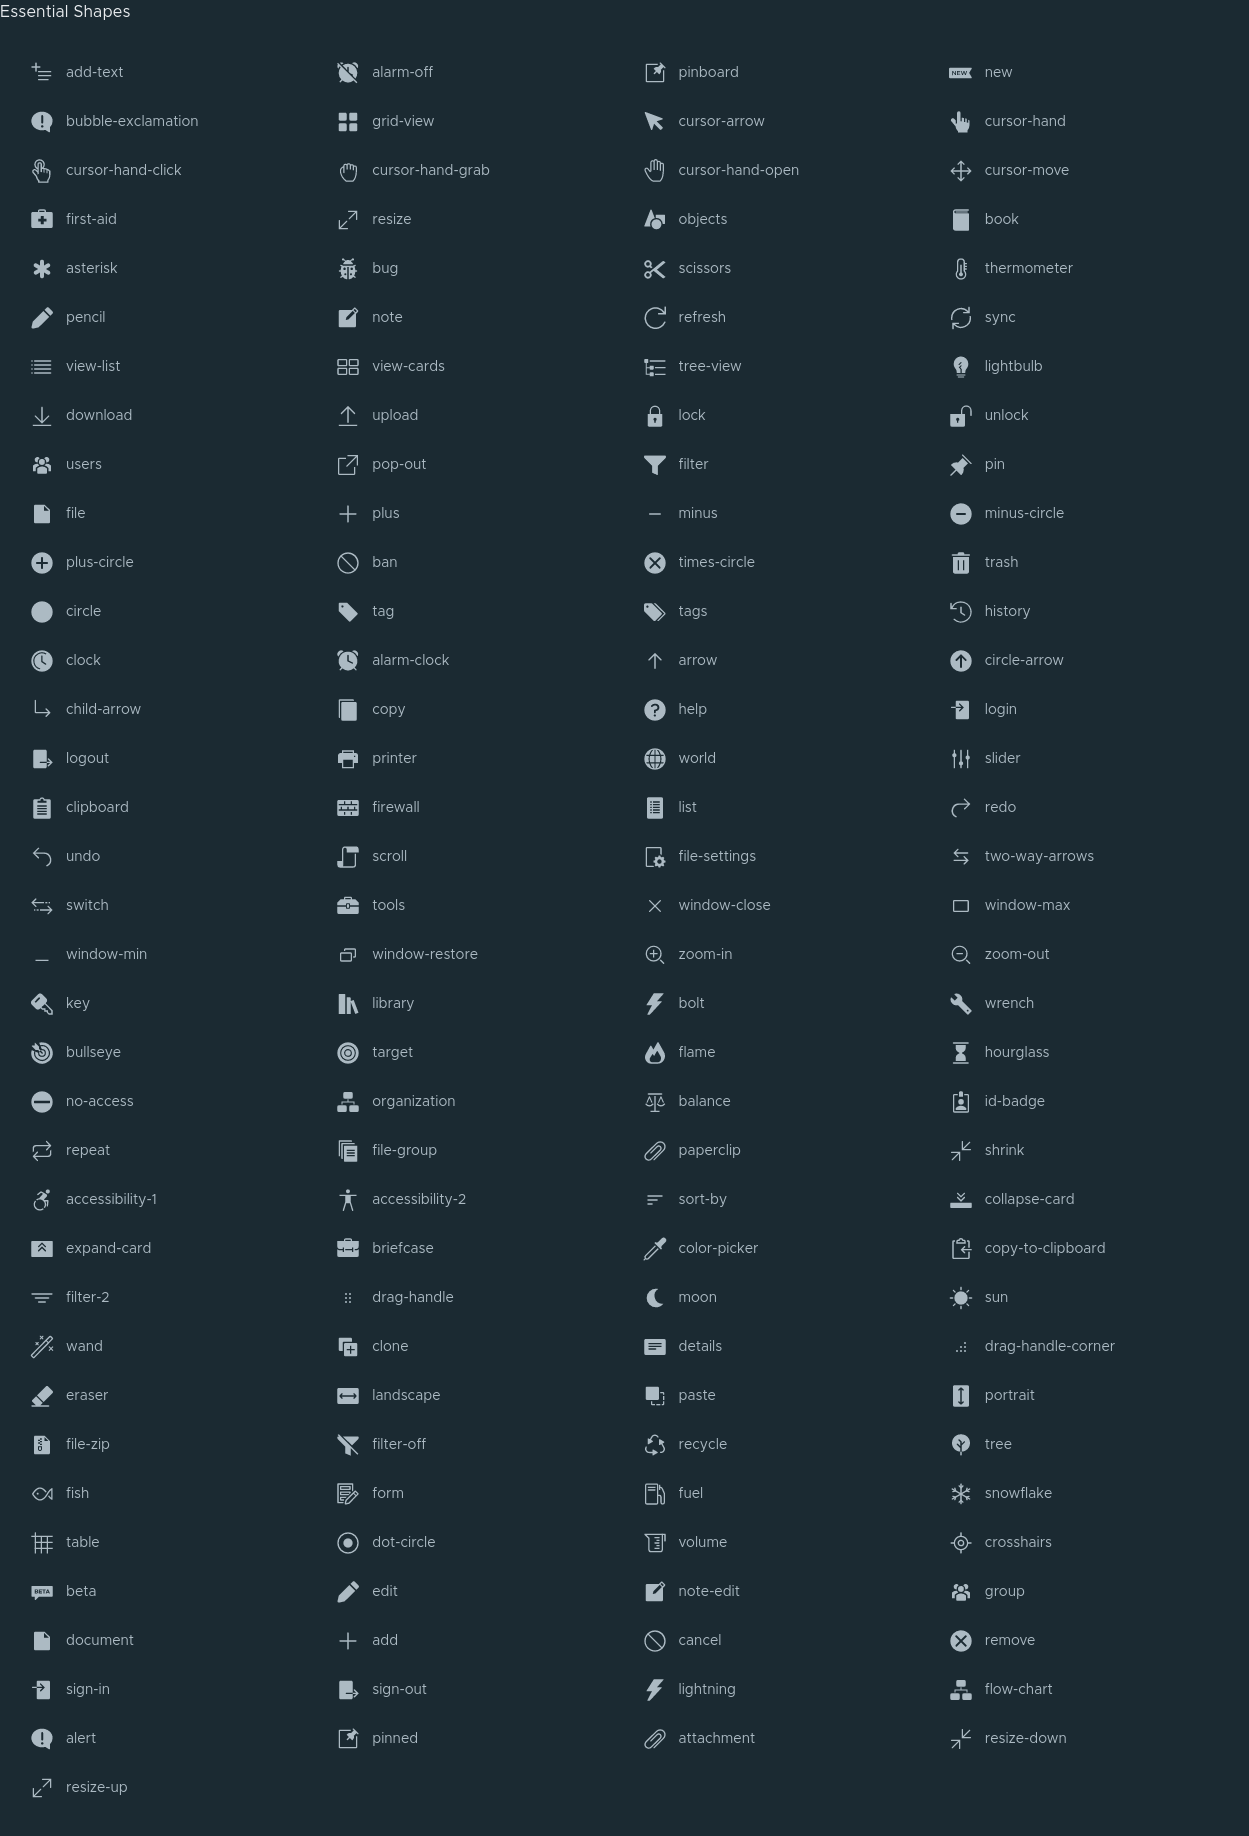 Essential Shapes
add-text alarm-off pinboard NEW new
bubble-exclamation grid-view cursor-arrow cursor-hand
cursor-hand-click cursor-hand-grab cursor-hand-open cursor-move
first-aid resize objects book
asterisk bug scissors thermometer
pencil note refresh sync
view-list view-cards tree-view lightbulb
download upload lock unlock
users pop-out filter pin
file plus minus minus-circle
plus-circle ban times-circle trash
circle tag tags history
clock alarm-clock arrow circle-arrow
child-arrow copy help login
logout printer world slider
clipboard firewall list redo
undo scroll file-settings two-way-arrows
switch tools window-close window-max
window-min window-restore zoom-in zoom-out
key library bolt wrench
bullseye target flame hourglass
no-access organization balance id-badge
repeat file-group paperclip shrink
accessibility-1 accessibility-2 sort-by collapse-card
expand-card briefcase color-picker copy-to-clipboard
filter-2 drag-handle moon sun
wand clone details drag-handle-corner
eraser landscape paste portrait
file-zip filter-off recycle tree
fish form fuel snowflake
table dot-circle volume crosshairs
BETA beta edit note-edit group
document add cancel remove
sign-in sign-out lightning flow-chart
alert pinned attachment resize-down
resize-up